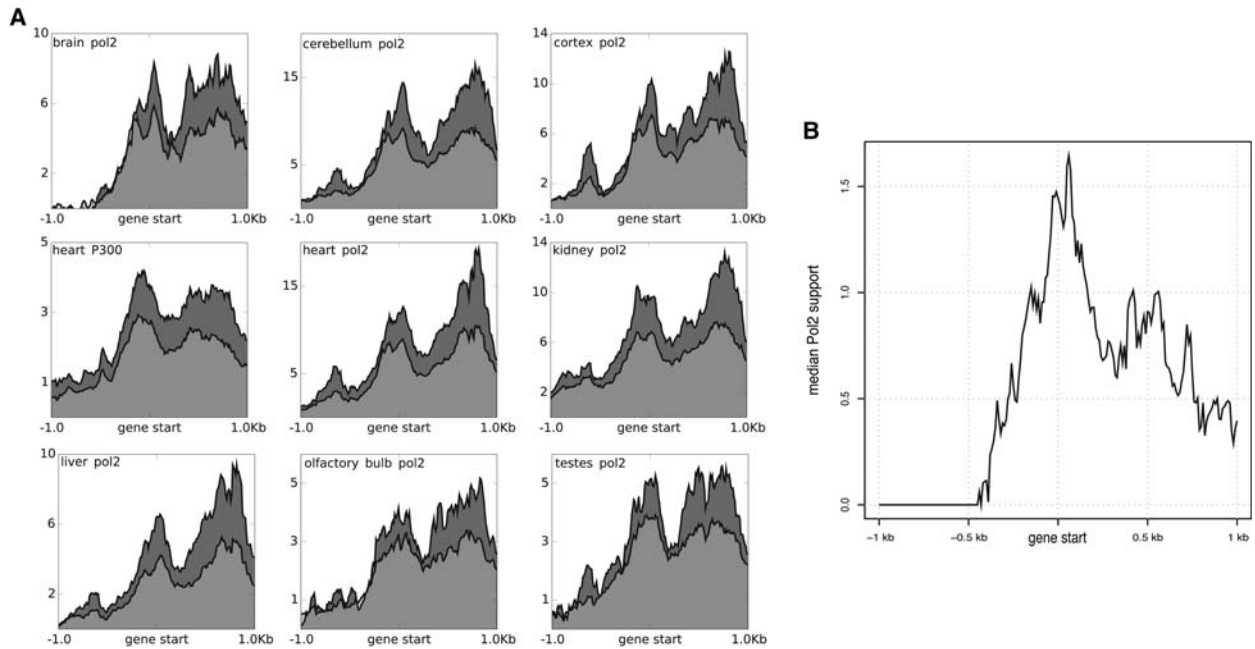 A
brain pol2
10
6
2
-1.0 gene start 1.0Kb
cerebellum pol2
15
5
-1.0 gene start 1.0Kb
cortex pol2
14
10
6
2
-1.0 gene start 1.0Kb
heart P300
5
3
1
-1.0 gene start 1.0Kb
heart pol2
15
5
-1.0 gene start 1.0Kb
kidney pol2
14
10
6
2
-1.0 gene start 1.0Kb
liver pol2
10
6
2
-1.0 gene start 1.0Kb
olfactory bulb pol2
5
3
1
-1.0 gene start 1.0Kb
testes pol2
5
3
1
-1.0 gene start 1.0Kb
B
median Pol2 support
1.5
1.0
0.5
0.0
−1 kb −0.5 kb gene start 0.5 kb 1 kb